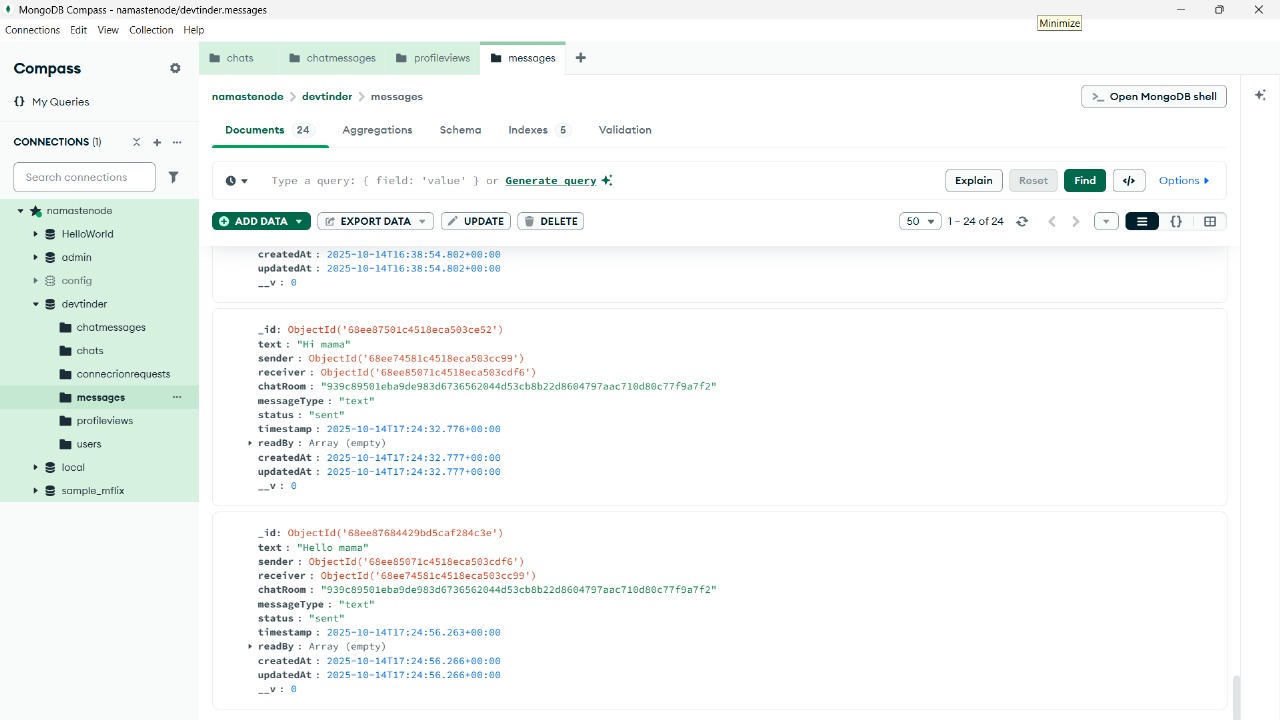 MongoDB Compass - namastenode/devtinder.messages
Minimize
Connections Edit View Collection Help
Compass
My Queries
CONNECTIONS (1)
Search connections
namastenode
HelloWorld
admin
config
devtinder
chatmessages
chats
connecrionrequests
messages
profileviews
users
local
sample_mflix
chats chatmessages profileviews messages
namastenode > devtinder > messages
>_ Open MongoDB shell
Documents 24 Aggregations Schema Indexes 5 Validation
Type a query: { field: 'value' } or Generate query
Explain Reset Find </> Options
ADD DATA EXPORT DATA UPDATE DELETE
50 1 – 24 of 24 {}
createdAt : 2025-10-14T16:38:54.802+00:00
updatedAt : 2025-10-14T16:38:54.802+00:00
__v : 0
_id: ObjectId('68ee87501c4518eca503ce52')
text : "Hi mama"
sender : ObjectId('68ee74581c4518eca503cc99')
receiver : ObjectId('68ee85071c4518eca503cdf6')
chatRoom : "939c89501eba9de983d6736562044d53cb8b22d8604797aac710d80c77f9a7f2"
messageType : "text"
status : "sent"
timestamp : 2025-10-14T17:24:32.776+00:00
readBy : Array (empty)
createdAt : 2025-10-14T17:24:32.777+00:00
updatedAt : 2025-10-14T17:24:32.777+00:00
__v : 0
_id: ObjectId('68ee87684429bd5caf284c3e')
text : "Hello mama"
sender : ObjectId('68ee85071c4518eca503cdf6')
receiver : ObjectId('68ee74581c4518eca503cc99')
chatRoom : "939c89501eba9de983d6736562044d53cb8b22d8604797aac710d80c77f9a7f2"
messageType : "text"
status : "sent"
timestamp : 2025-10-14T17:24:56.263+00:00
readBy : Array (empty)
createdAt : 2025-10-14T17:24:56.266+00:00
updatedAt : 2025-10-14T17:24:56.266+00:00
__v : 0